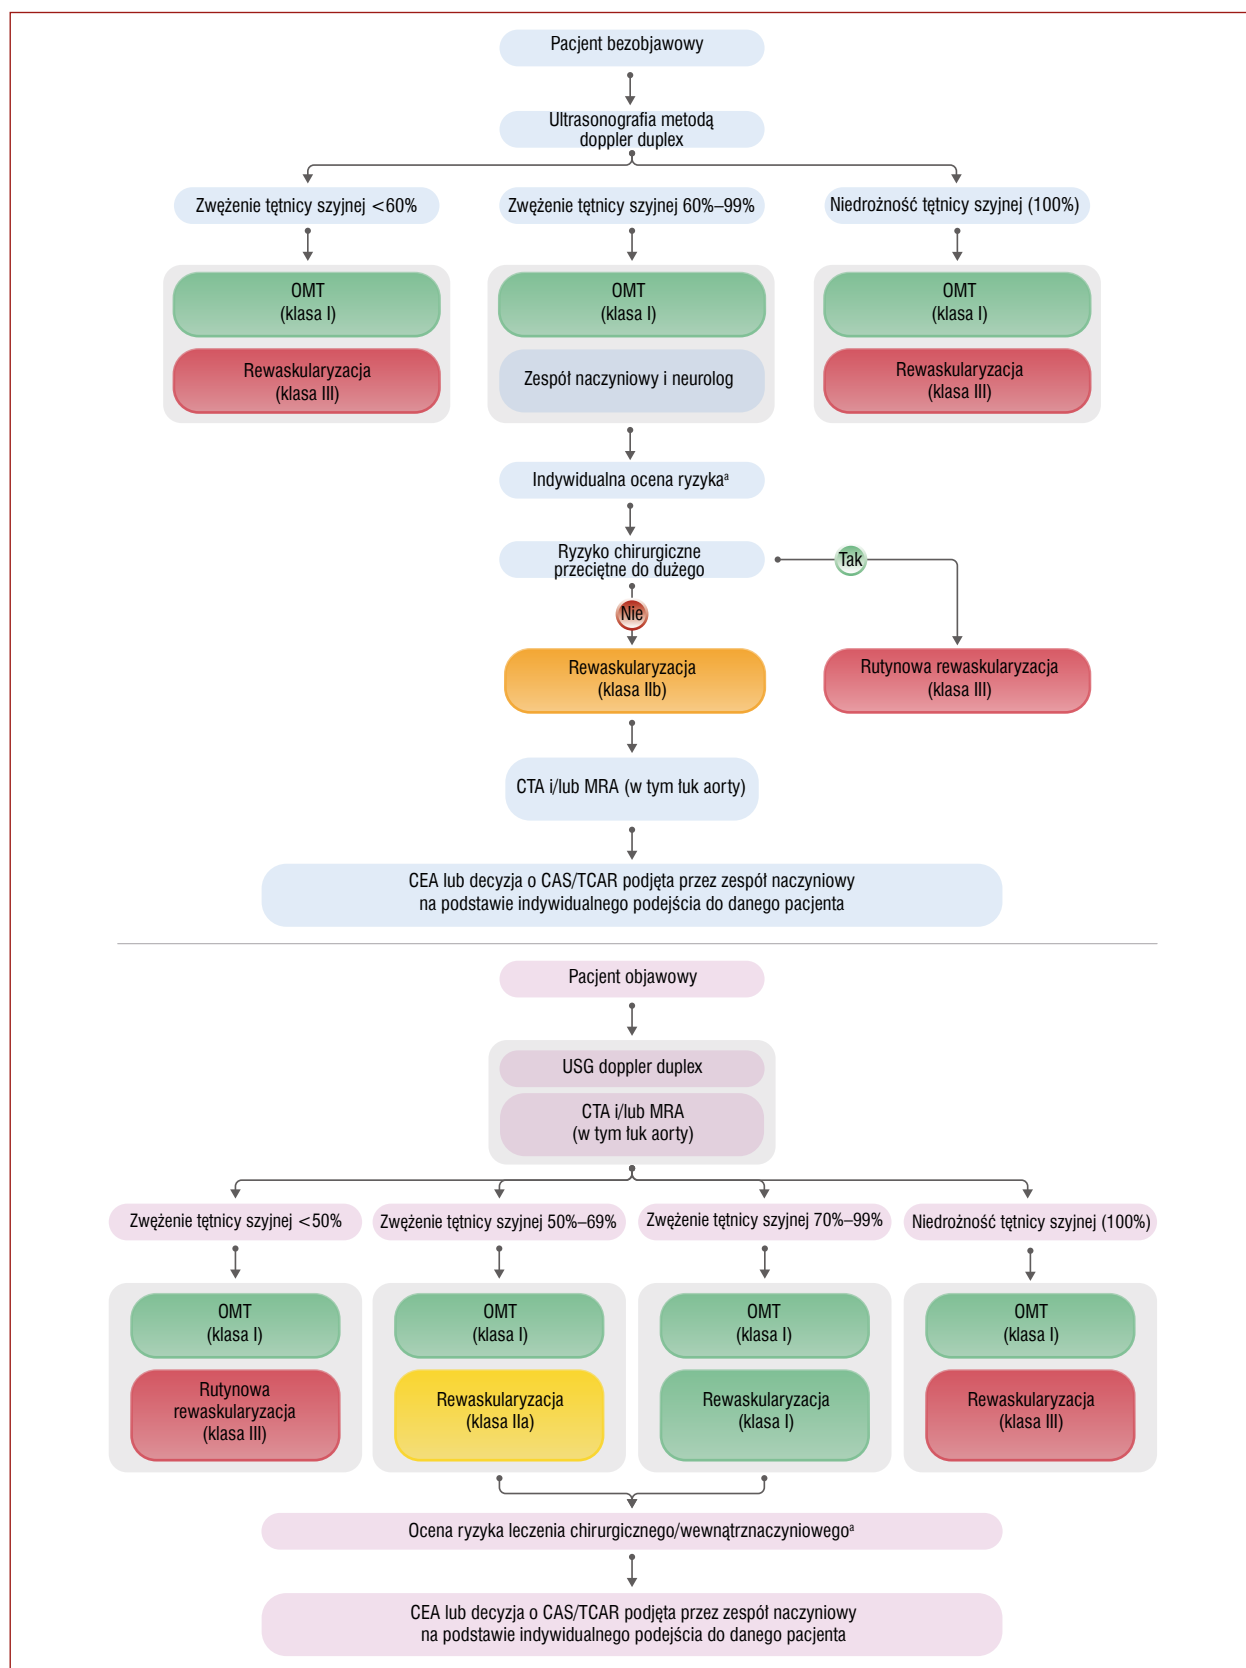 Pacjent bezobjawowy
Ultrasonografia metodą
doppler duplex
Zwężenie tętnicy szyjnej <60%
Zwężenie tętnicy szyjnej 60%–99%
Niedrożność tętnicy szyjnej (100%)
OMT
(klasa I)
Rewaskularyzacja
(klasa III)
OMT
(klasa I)
Zespół naczyniowy i neurolog
OMT
(klasa I)
Rewaskularyzacja
(klasa III)
Indywidualna ocena ryzykaᵃ
Ryzyko chirurgiczne
przeciętne do dużego
Tak
Nie
Rewaskularyzacja
(klasa IIb)
Rutynowa rewaskularyzacja
(klasa III)
CTA i/lub MRA (w tym łuk aorty)
CEA lub decyzja o CAS/TCAR podjęta przez zespół naczyniowy
na podstawie indywidualnego podejścia do danego pacjenta
Pacjent objawowy
USG doppler duplex
CTA i/lub MRA
(w tym łuk aorty)
Zwężenie tętnicy szyjnej <50%
Zwężenie tętnicy szyjnej 50%–69%
Zwężenie tętnicy szyjnej 70%–99%
Niedrożność tętnicy szyjnej (100%)
OMT
(klasa I)
Rutynowa
rewaskularyzacja
(klasa III)
OMT
(klasa I)
Rewaskularyzacja
(klasa IIa)
OMT
(klasa I)
Rewaskularyzacja
(klasa I)
OMT
(klasa I)
Rewaskularyzacja
(klasa III)
Ocena ryzyka leczenia chirurgicznego/wewnątrznaczyniowegoᵃ
CEA lub decyzja o CAS/TCAR podjęta przez zespół naczyniowy
na podstawie indywidualnego podejścia do danego pacjenta